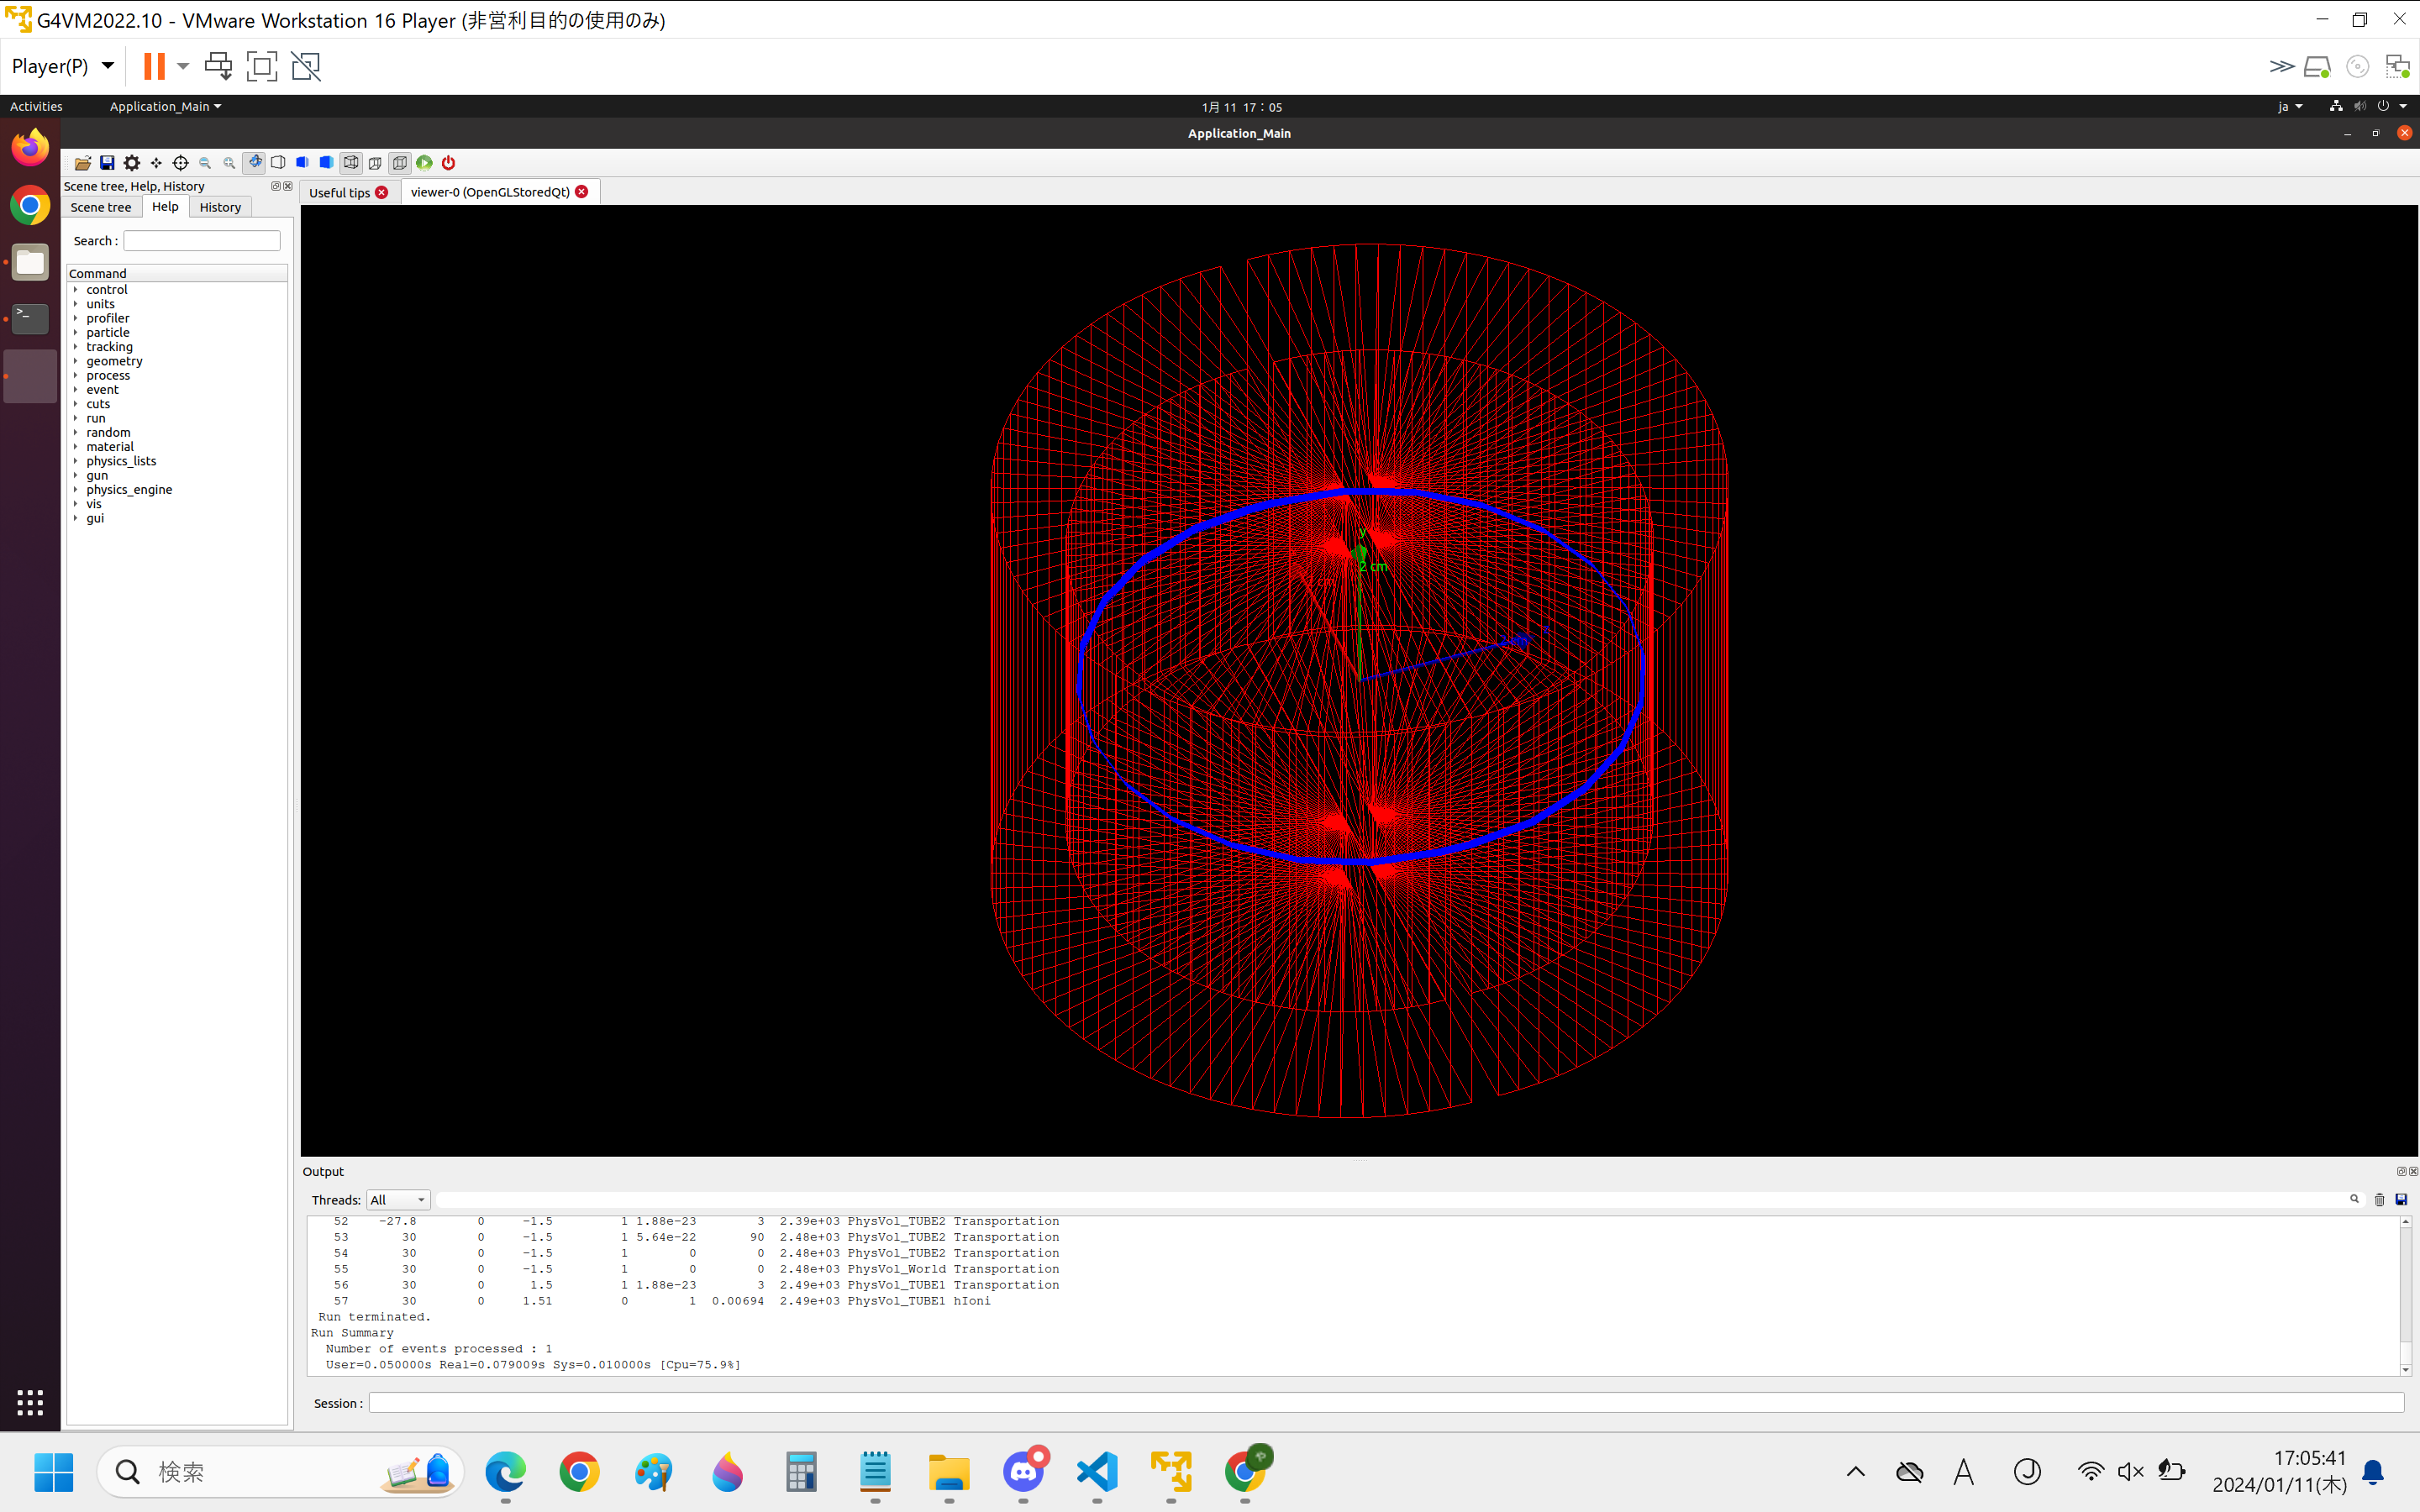 G4VM2022.10 - VMware Workstation 16 Player (非営利目的の使用のみ)
Player(P)
Activities
Application_Main
1月 11 17：05
ja
Application_Main
Scene tree, Help, History
Scene tree
Help
History
Useful tips
viewer-0 (OpenGLStoredQt)
Search :
Command
control
units
profiler
particle
tracking
geometry
process
event
cuts
run
random
material
physics_lists
gun
physics_engine
vis
gui
y
2 cm
Output
Threads:
All
52 -27.8 0 -1.5 1 1.88e-23 3 2.39e+03 PhysVol_TUBE2 Transportation
53 30 0 -1.5 1 5.64e-22 90 2.48e+03 PhysVol_TUBE2 Transportation
54 30 0 -1.5 1 0 0 2.48e+03 PhysVol_TUBE2 Transportation
55 30 0 -1.5 1 0 0 2.48e+03 PhysVol_World Transportation
56 30 0 1.5 1 1.88e-23 3 2.49e+03 PhysVol_TUBE1 Transportation
57 30 0 1.51 0 1 0.00694 2.49e+03 PhysVol_TUBE1 hIoni
Run terminated.
Run Summary
Number of events processed : 1
User=0.050000s Real=0.079009s Sys=0.010000s [Cpu=75.9%]
Session :
検索
A
J
17:05:41
2024/01/11(木)